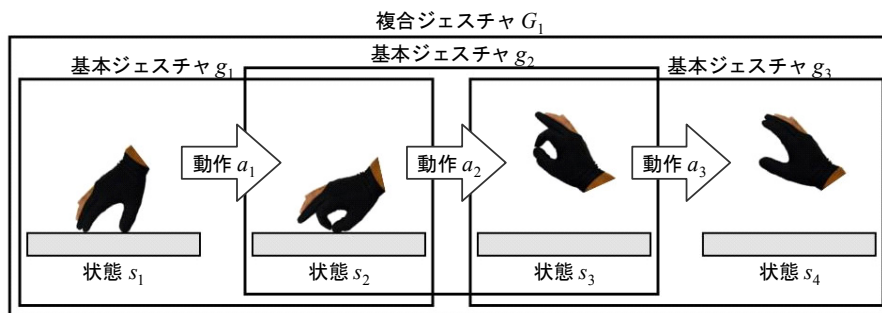 複合ジェスチャ G1
基本ジェスチャ g1
基本ジェスチャ g2
基本ジェスチャ g3
動作 a1
動作 a2
動作 a3
状態 s1
状態 s2
状態 s3
状態 s4